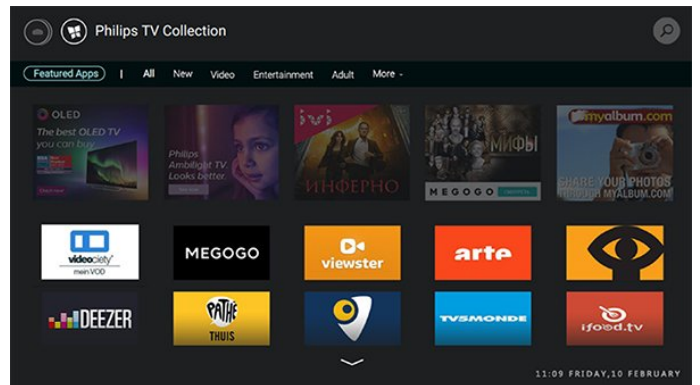 Philips TV Collection
Featured Apps | All New Video Entertainment Adult More
OLED
The best OLED TV
you can buy
Philips
Ambilight TV.
Looks better.
ivi
ИНФЕРНО
МИФЫ
MEGOGO
myalbum.com
SHARE YOUR PHOTOS
THROUGH MYALBUM.COM
videociety
mein VOD
MEGOGO
viewster
arte
DEEZER
PATHÉ
THUIS
TV5MONDE
ifood.tv
11:09 FRIDAY,10 FEBRUARY